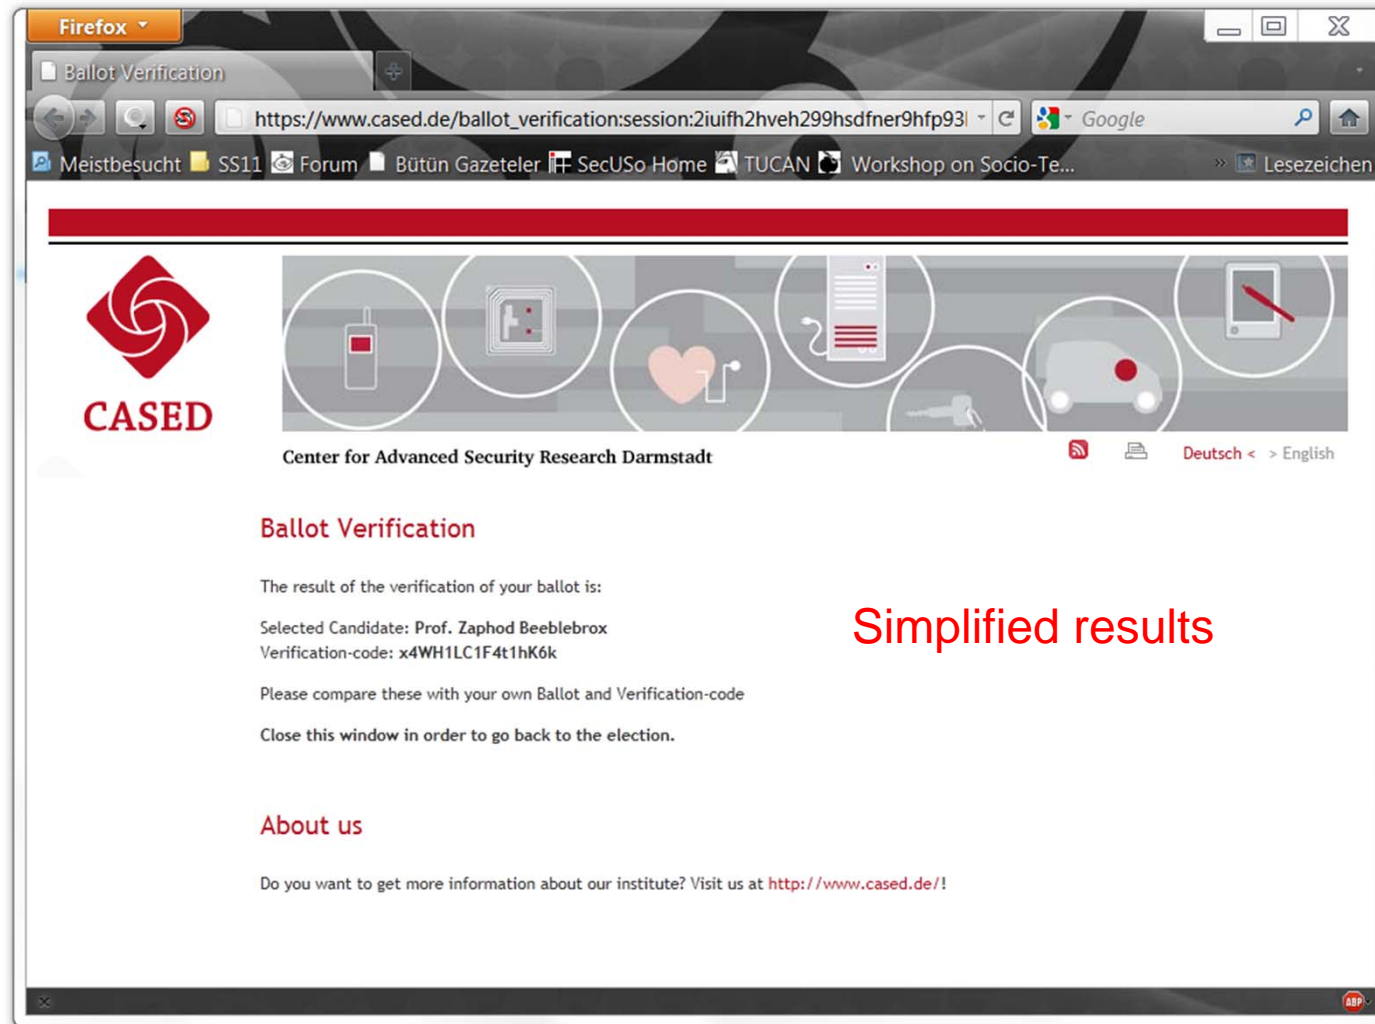 Firefox
Ballot Verification
https://www.cased.de/ballot_verification:session:2iuifh2hveh299hsdfner9hfp93l
Google
Meistbesucht SS11 Forum Bütün Gazeteler SecUSo Home TUCAN Workshop on Socio-Te... » Lesezeichen
CASED
Center for Advanced Security Research Darmstadt
Deutsch < > English
Ballot Verification
The result of the verification of your ballot is:
Selected Candidate: Prof. Zaphod Beeblebrox
Verification-code: x4WH1LC1F4t1hK6k
Simplified results
Please compare these with your own Ballot and Verification-code
Close this window in order to go back to the election.
About us
Do you want to get more information about our institute? Visit us at http://www.cased.de/!
ABP